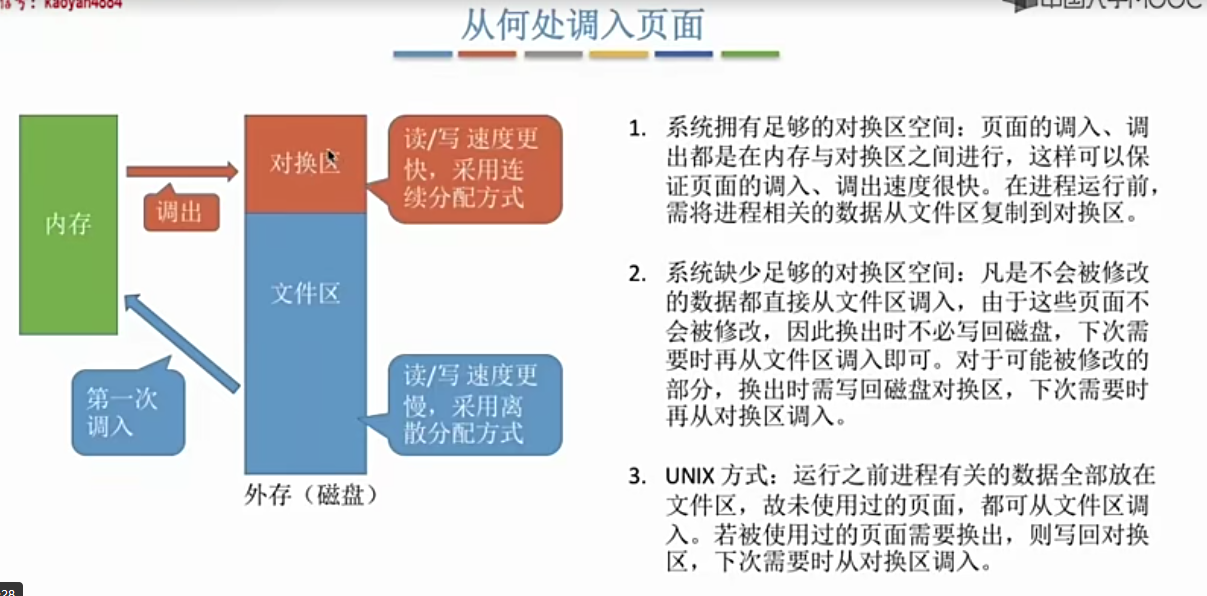 从何处调入页面
内存
调出
对换区
读/写 速度更
快，采用连
续分配方式
文件区
第一次
调入
读/写 速度更
慢，采用离
散分配方式
外存（磁盘）
1. 系统拥有足够的对换区空间：页面的调入、调
出都是在内存与对换区之间进行，这样可以保
证页面的调入、调出速度很快。在进程运行前，
需将进程相关的数据从文件区复制到对换区。
2. 系统缺少足够的对换区空间：凡是不会被修改
的数据都直接从文件区调入，由于这些页面不
会被修改，因此换出时不必写回磁盘，下次需
要时再从文件区调入即可。对于可能被修改的
部分，换出时需写回磁盘对换区，下次需要时
再从对换区调入。
3. UNIX 方式：运行之前进程有关的数据全部放在
文件区，故未使用过的页面，都可从文件区调
入。若被使用过的页面需要换出，则写回对换
区，下次需要时从对换区调入。
28